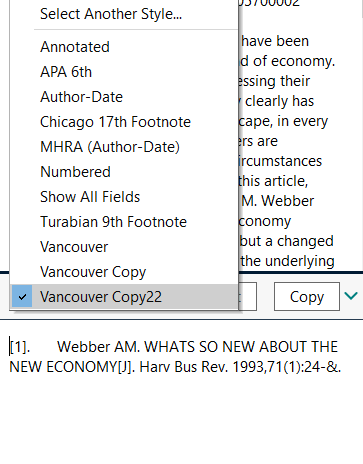 Select Another Style...
05700002
Annotated
have been
APA 6th
d of economy.
Author-Date
essing their
clearly has
Chicago 17th Footnote
cape, in every
MHRA (Author-Date)
ers are
Numbered
ircumstances
Show All Fields
this article,
Turabian 9th Footnote
M. Webber
conomy
Vancouver
but a changed
Vancouver Copy
the underlying
Vancouver Copy22
Copy
[1]. Webber AM. WHATS SO NEW ABOUT THE
NEW ECONOMY[J]. Harv Bus Rev. 1993,71(1):24-&.